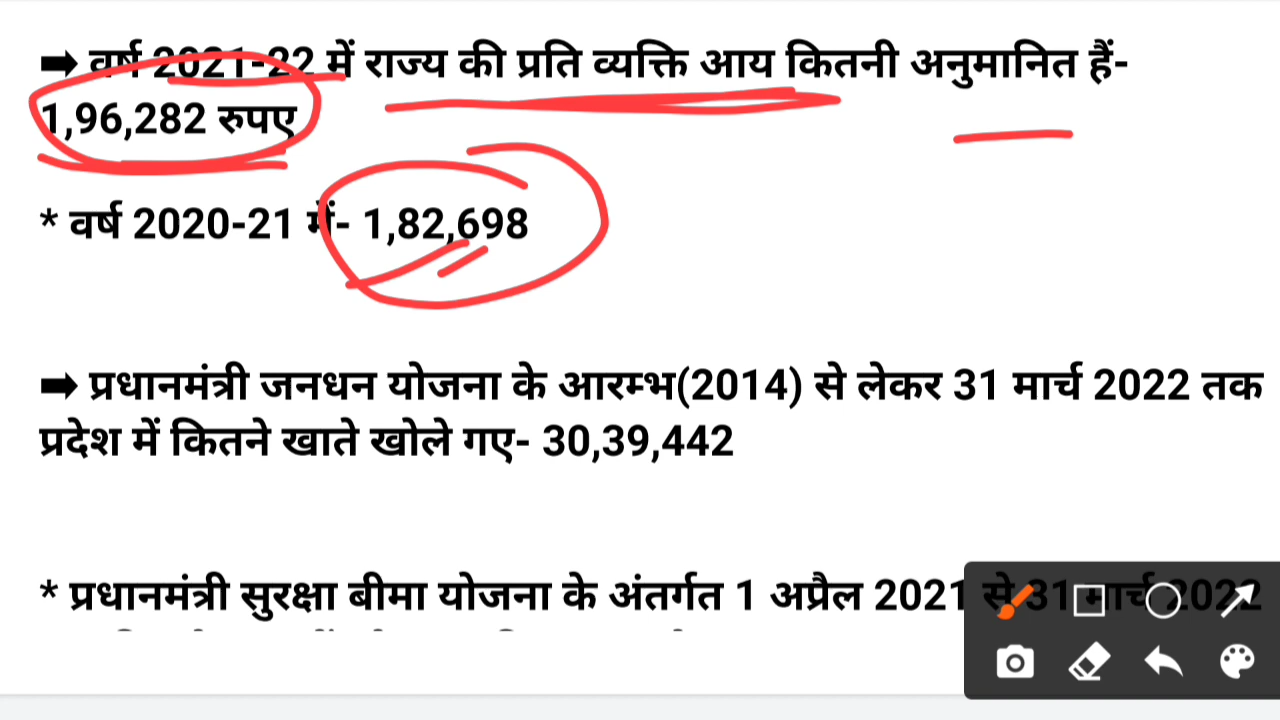 ➡ वर्ष 2021-22 में राज्य की प्रति व्यक्ति आय कितनी अनुमानित हैं-
1,96,282 रुपए
* वर्ष 2020-21 में- 1,82,698
➡ प्रधानमंत्री जनधन योजना के आरम्भ(2014) से लेकर 31 मार्च 2022 तक
प्रदेश में कितने खाते खोले गए- 30,39,442
* प्रधानमंत्री सुरक्षा बीमा योजना के अंतर्गत 1 अप्रैल 2021 से 31 मार्च 2022